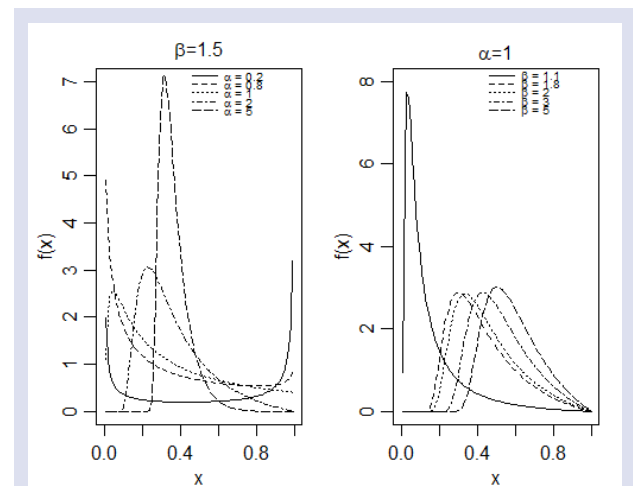 β=1.5
α = 0.2
α = 0.8
α = 1
α = 2
α = 5
f(x)
7
6
5
4
3
2
1
0
0.0
0.4
0.8
x
α=1
β = 1.1
β = 1.8
β = 2
β = 3
β = 5
f(x)
8
6
4
2
0
0.0
0.4
0.8
x